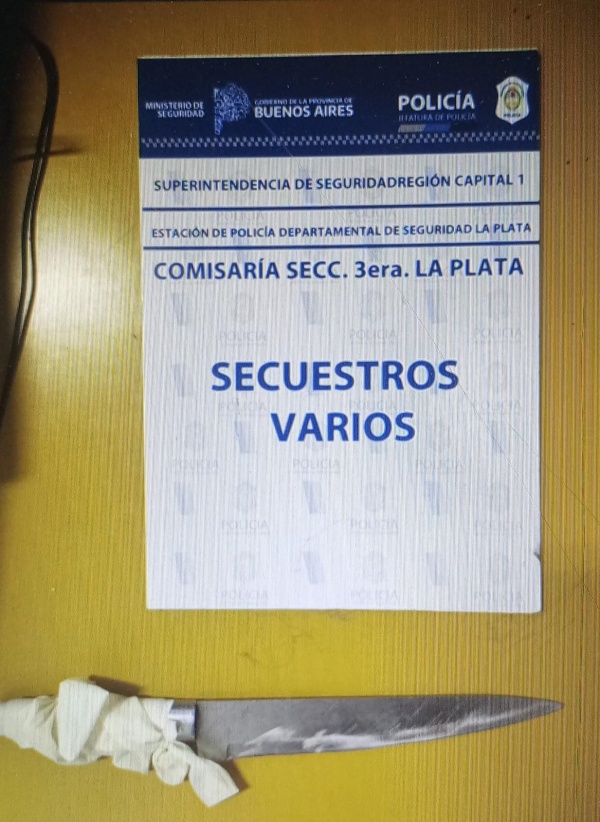 MINISTERIO DE
SEGURIDAD
GOBIERNO DE LA PROVINCIA DE
BUENOS AIRES
POLICÍA
JEFATURA DE POLICÍA
SUPERINTENDENCIA DE SEGURIDADREGIÓN CAPITAL 1
ESTACIÓN DE POLICÍA DEPARTAMENTAL DE SEGURIDAD LA PLATA
COMISARÍA SECC. 3era. LA PLATA
SECUESTROS
VARIOS